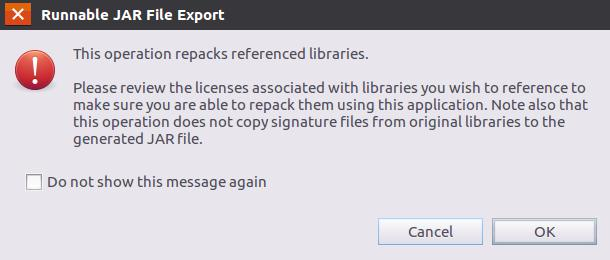 Runnable JAR File Export
This operation repacks referenced libraries.
Please review the licenses associated with libraries you wish to reference to
make sure you are able to repack them using this application. Note also that
this operation does not copy signature files from original libraries to the
generated JAR file.
Do not show this message again
Cancel
OK